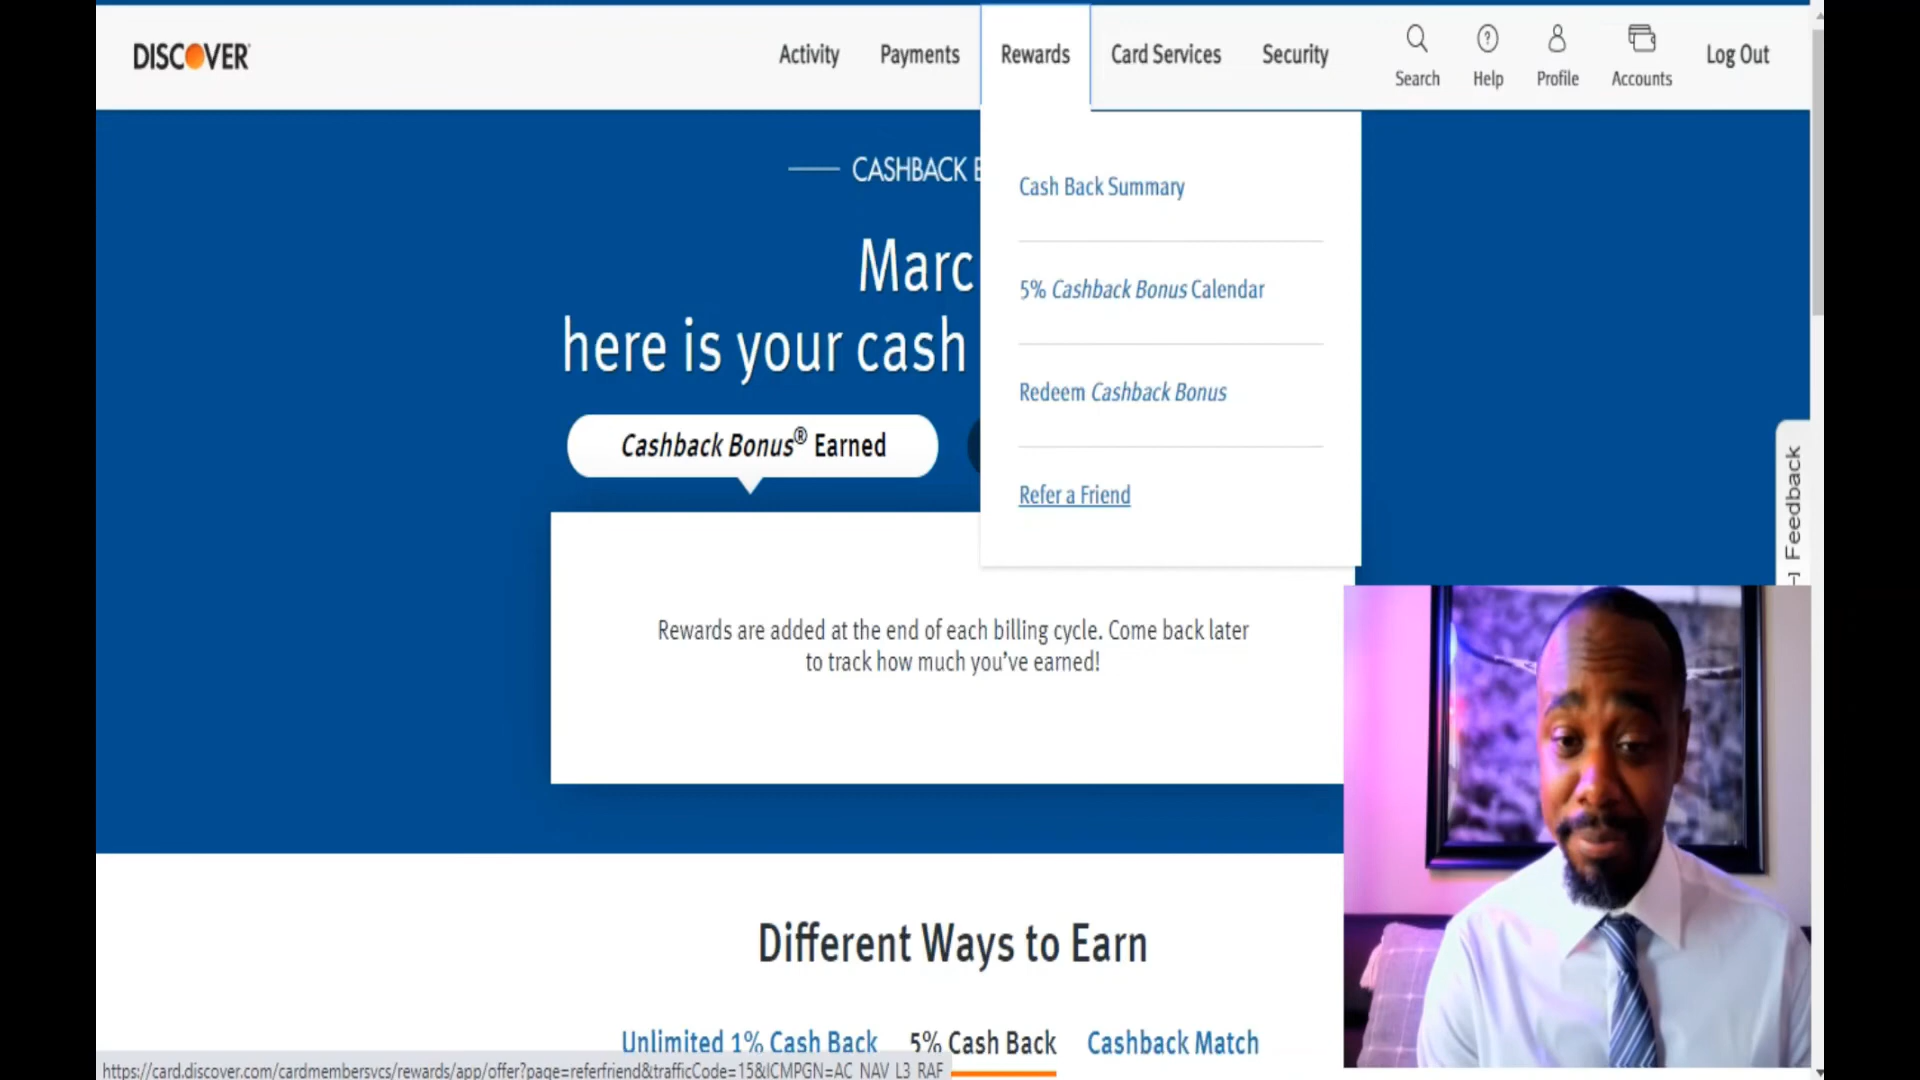 DISCOVER
Activity Payments Rewards Card Services Security
Search Help Profile Accounts Log Out
CASHBACK
Cash Back Summary
5% Cashback Bonus Calendar
Redeem Cashback Bonus
Refer a Friend
Marc
here is your cash
Cashback Bonus® Earned
Rewards are added at the end of each billing cycle. Come back later
to track how much you've earned!
Feedback
Different Ways to Earn
Unlimited 1% Cash Back 5% Cash Back Cashback Match
https://card.discover.com/cardmembersvcs/rewards/app/offer?page=referfriend&trafficCode=15&ICMPGN=AC_NAV_L3_RAF